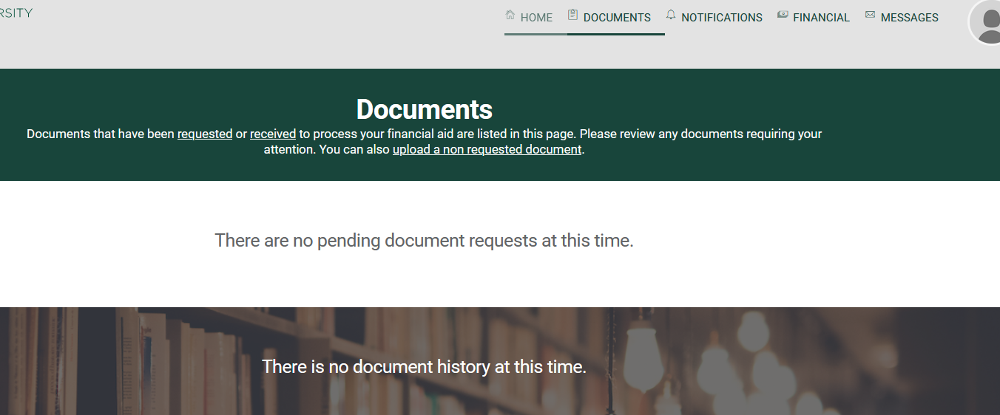 RSITY
HOME DOCUMENTS NOTIFICATIONS FINANCIAL MESSAGES
Documents
Documents that have been requested or received to process your financial aid are listed in this page. Please review any documents requiring your
attention. You can also upload a non requested document.
There are no pending document requests at this time.
There is no document history at this time.